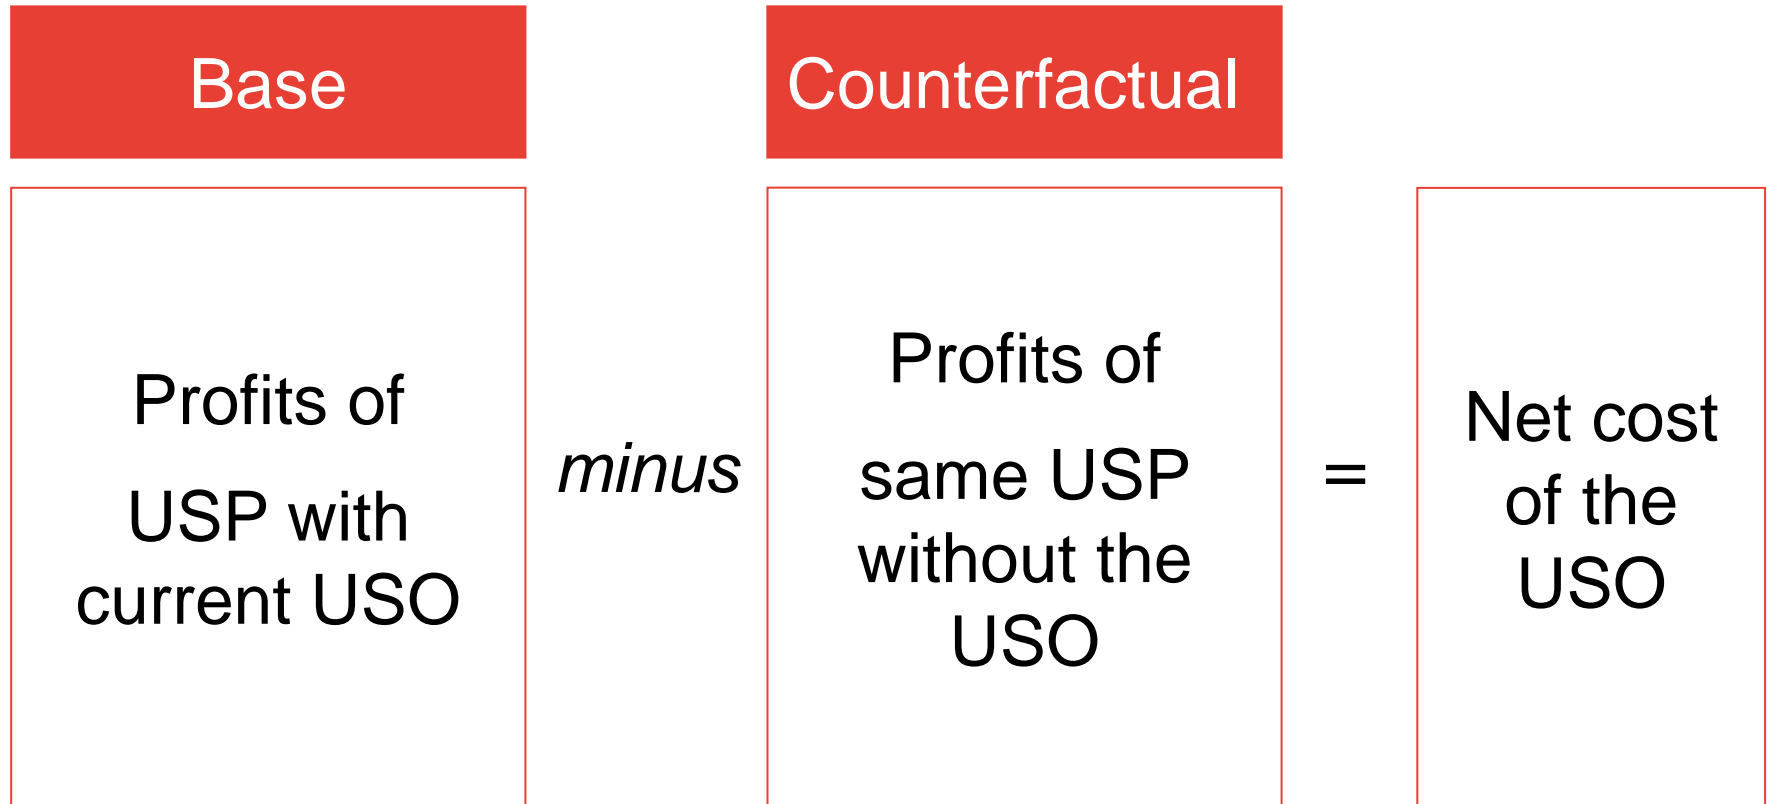 Base
Counterfactual
Profits of
USP with
current USO
minus
Profits of
same USP
without the
USO
=
Net cost
of the
USO